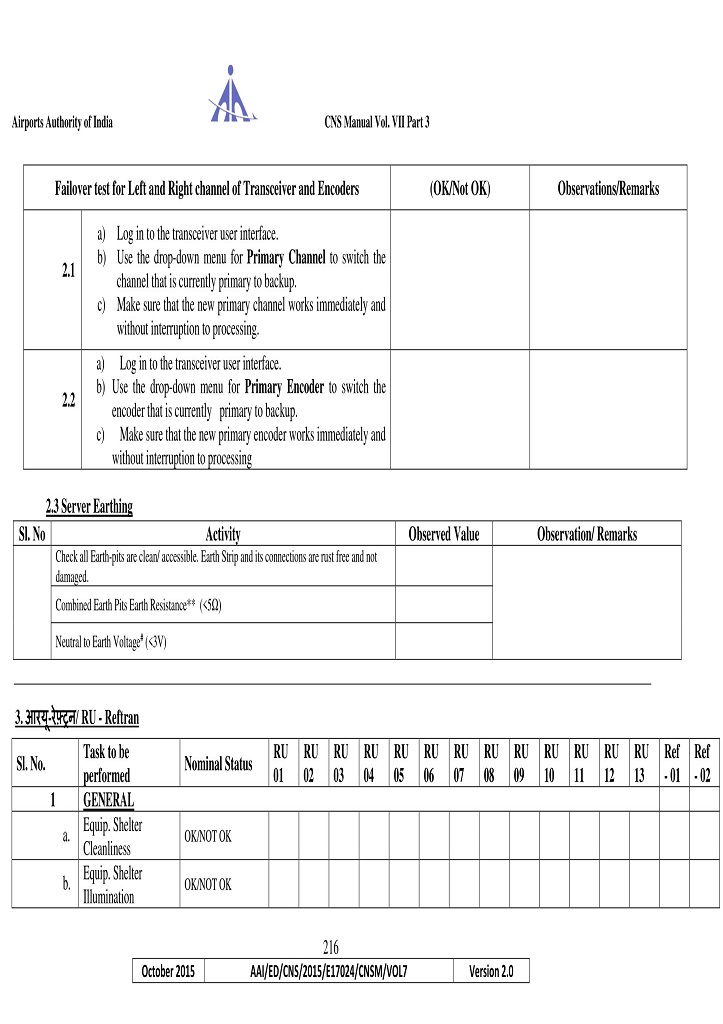 Airports Authority of India CNS Manual Vol. VII Part 3
Failover test for Left and Right channel of Transceiver and Encoders (OK/Not OK) Observations/Remarks
2.1
a) Log in to the transceiver user interface.
b) Use the drop-down menu for Primary Channel to switch the
channel that is currently primary to backup.
c) Make sure that the new primary channel works immediately and
without interruption to processing.
2.2
a) Log in to the transceiver user interface.
b) Use the drop-down menu for Primary Encoder to switch the
encoder that is currently primary to backup.
c) Make sure that the new primary encoder works immediately and
without interruption to processing
2.3 Server Earthing
Sl. No Activity Observed Value Observation/ Remarks
Check all Earth-pits are clean/ accessible. Earth Strip and its connections are rust free and not
damaged.
Combined Earth Pits Earth Resistance** (<5Ω)
Neutral to Earth Voltage# (<3V)
3. आरयू-रेफ़्ट्रन/ RU - Reftran
Sl. No. Task to be performed Nominal Status RU 01 RU 02 RU 03 RU 04 RU 05 RU 06 RU 07 RU 08 RU 09 RU 10 RU 11 RU 12 RU 13 Ref - 01 Ref - 02
1 GENERAL
a. Equip. Shelter Cleanliness OK/NOT OK
b. Equip. Shelter Illumination OK/NOT OK
216
October 2015 AAI/ED/CNS/2015/E17024/CNSM/VOL7 Version 2.0